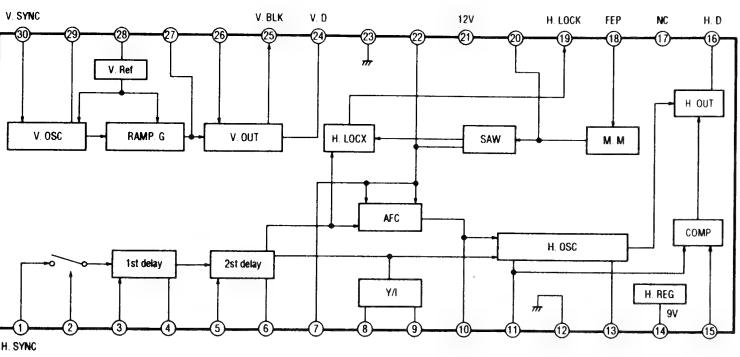 V. SYNC V. BLK V. D 12V H. LOCK FEP NC H. D
30 29 28 27 26 25 24 23 22 21 20 19 18 17 16
V. Ref
H. OUT
V. OSC RAMP. G V. OUT H. LOCX SAW M. M
AFC
COMP
H. OSC
1st delay 2st delay
Y/I
H. REG
9V
1 2 3 4 5 6 7 8 9 10 11 12 13 14 15
H. SYNC